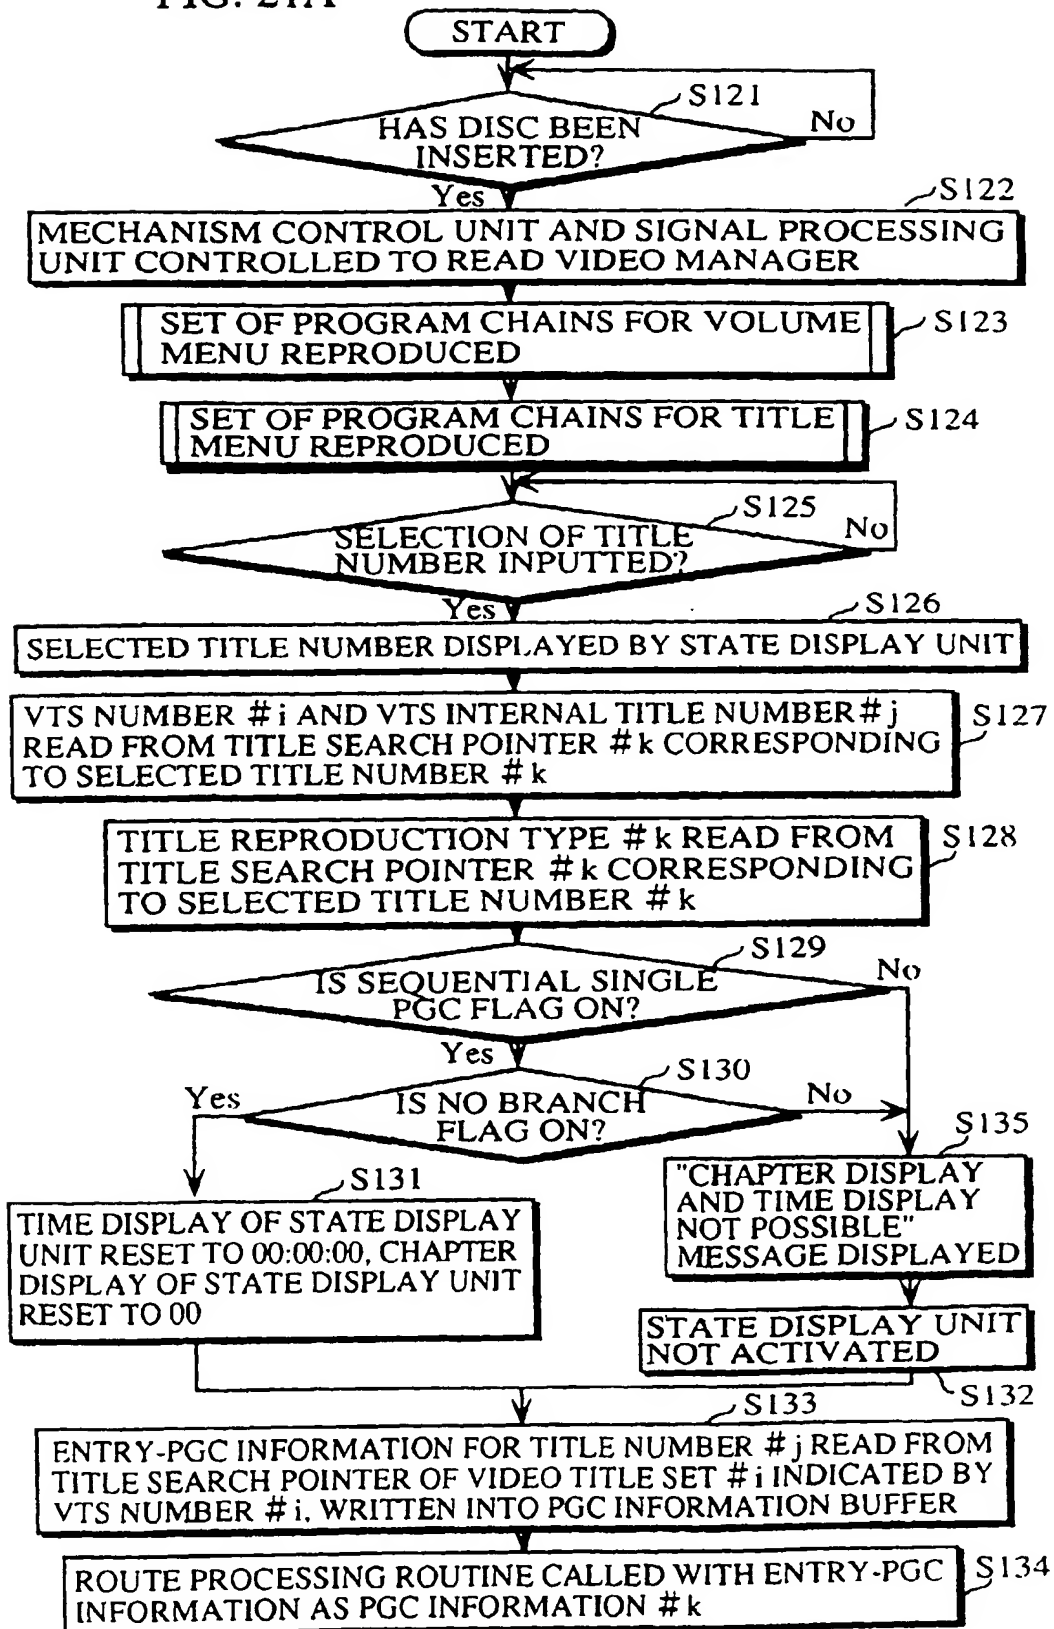 FIG. 21A
START
S121
HAS DISC BEEN
INSERTED?
No
Yes
S122
MECHANISM CONTROL UNIT AND SIGNAL PROCESSING
UNIT CONTROLLED TO READ VIDEO MANAGER
SET OF PROGRAM CHAINS FOR VOLUME
MENU REPRODUCED
S123
SET OF PROGRAM CHAINS FOR TITLE
MENU REPRODUCED
S124
S125
SELECTION OF TITLE
NUMBER INPUTTED?
No
Yes
S126
SELECTED TITLE NUMBER DISPLAYED BY STATE DISPLAY UNIT
VTS NUMBER #i AND VTS INTERNAL TITLE NUMBER#j
READ FROM TITLE SEARCH POINTER #k CORRESPONDING
TO SELECTED TITLE NUMBER #k
S127
TITLE REPRODUCTION TYPE #k READ FROM
TITLE SEARCH POINTER #k CORRESPONDING
TO SELECTED TITLE NUMBER #k
S128
S129
IS SEQUENTIAL SINGLE
PGC FLAG ON?
No
Yes
S130
Yes
IS NO BRANCH
FLAG ON?
No
S135
"CHAPTER DISPLAY
AND TIME DISPLAY
NOT POSSIBLE"
MESSAGE DISPLAYED
S131
TIME DISPLAY OF STATE DISPLAY
UNIT RESET TO 00:00:00, CHAPTER
DISPLAY OF STATE DISPLAY UNIT
RESET TO 00
STATE DISPLAY UNIT
NOT ACTIVATED
S132
S133
ENTRY-PGC INFORMATION FOR TITLE NUMBER #j READ FROM
TITLE SEARCH POINTER OF VIDEO TITLE SET #i INDICATED BY
VTS NUMBER #i, WRITTEN INTO PGC INFORMATION BUFFER
ROUTE PROCESSING ROUTINE CALLED WITH ENTRY-PGC
INFORMATION AS PGC INFORMATION #k
S134